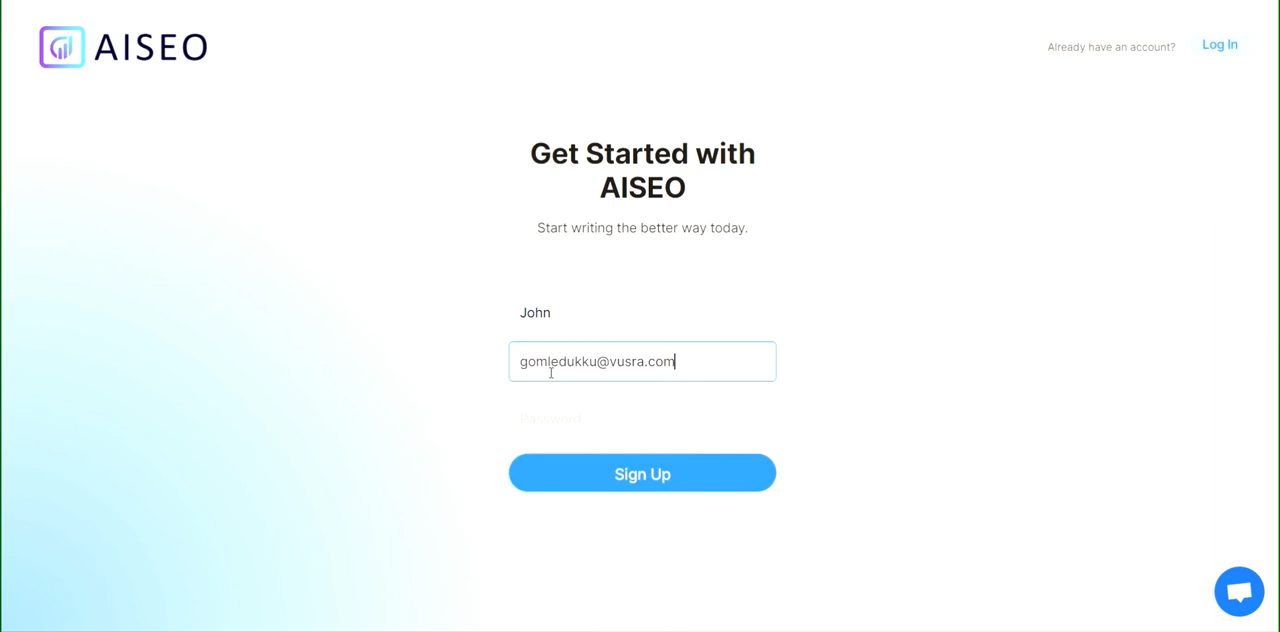 AISEO
Already have an account? Log In
Get Started with
AISEO
Start writing the better way today.
John
gomledukku@vusra.com
Password
Sign Up